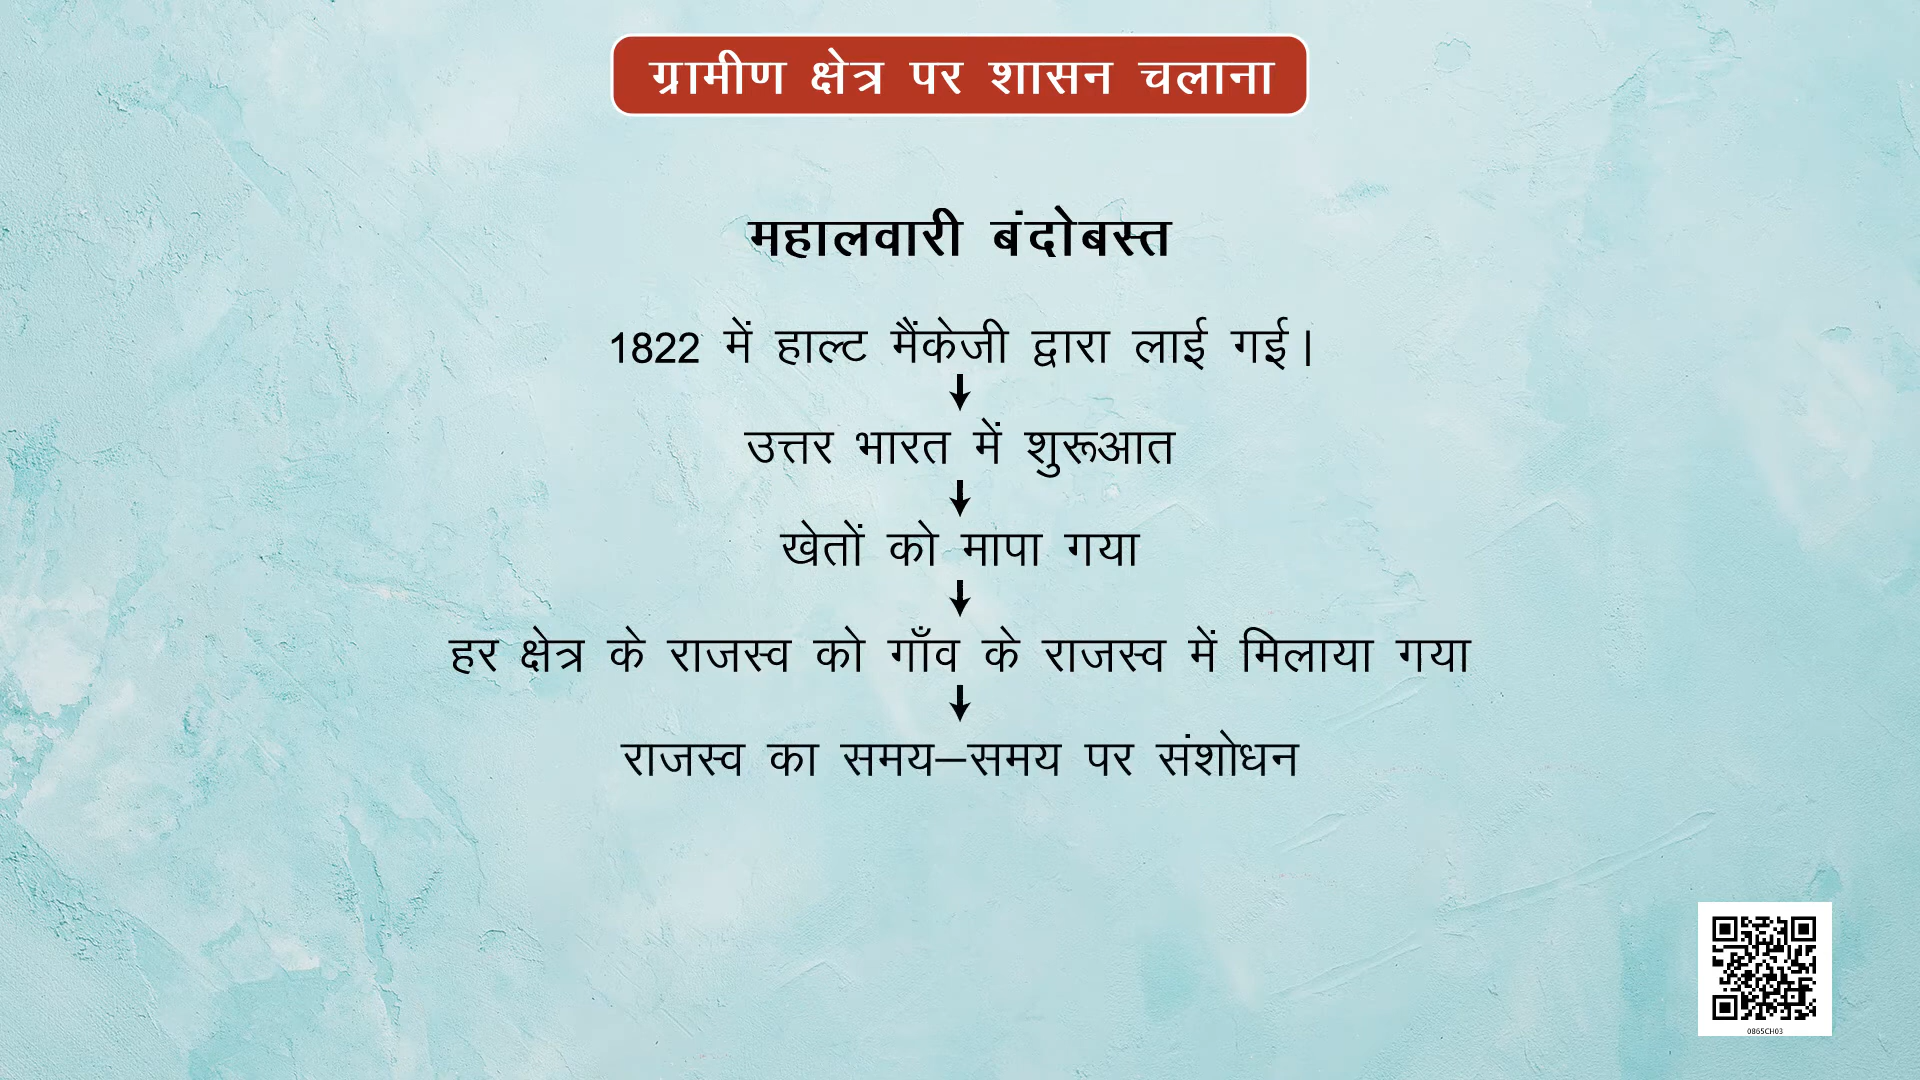 ग्रामीण क्षेत्र पर शासन चलाना
महालवारी बंदोबस्त
1822 में हाल्ट मैंकेजी द्वारा लाई गई।
उत्तर भारत में शुरूआत
खेतों को मापा गया
हर क्षेत्र के राजस्व को गाँव के राजस्व में मिलाया गया
राजस्व का समय–समय पर संशोधन
0865CH03